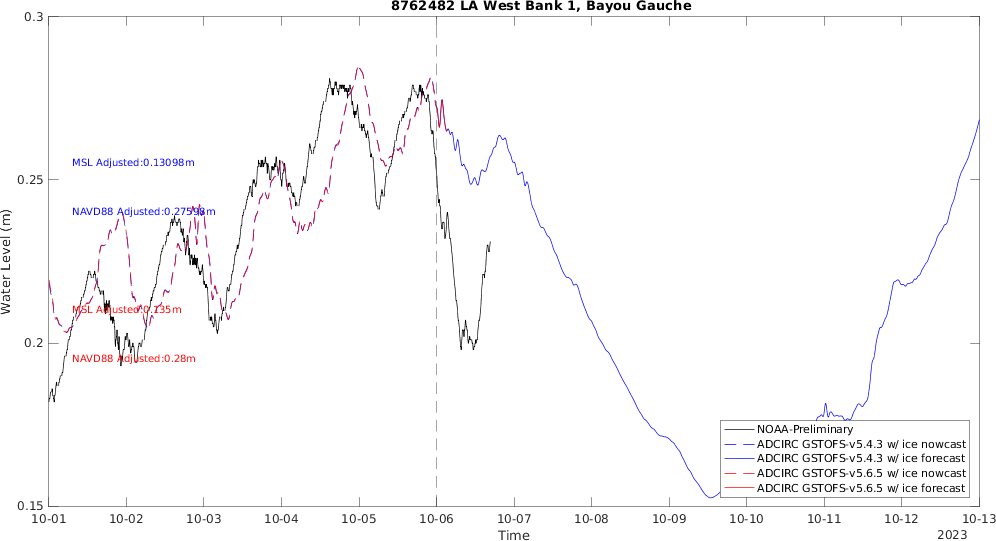 8762482 LA West Bank 1, Bayou Gauche
0.3
0.25
0.2
0.15
Water Level (m)
MSL Adjusted:0.13098m
NAVD88 Adjusted:0.27598m
MSL Adjusted:0.135m
NAVD88 Adjusted:0.28m
NOAA-Preliminary
ADCIRC GSTOFS-v5.4.3 w/ ice nowcast
ADCIRC GSTOFS-v5.4.3 w/ ice forecast
ADCIRC GSTOFS-v5.6.5 w/ ice nowcast
ADCIRC GSTOFS-v5.6.5 w/ ice forecast
10-01 10-02 10-03 10-04 10-05 10-06 10-07 10-08 10-09 10-10 10-11 10-12 10-13
Time
2023